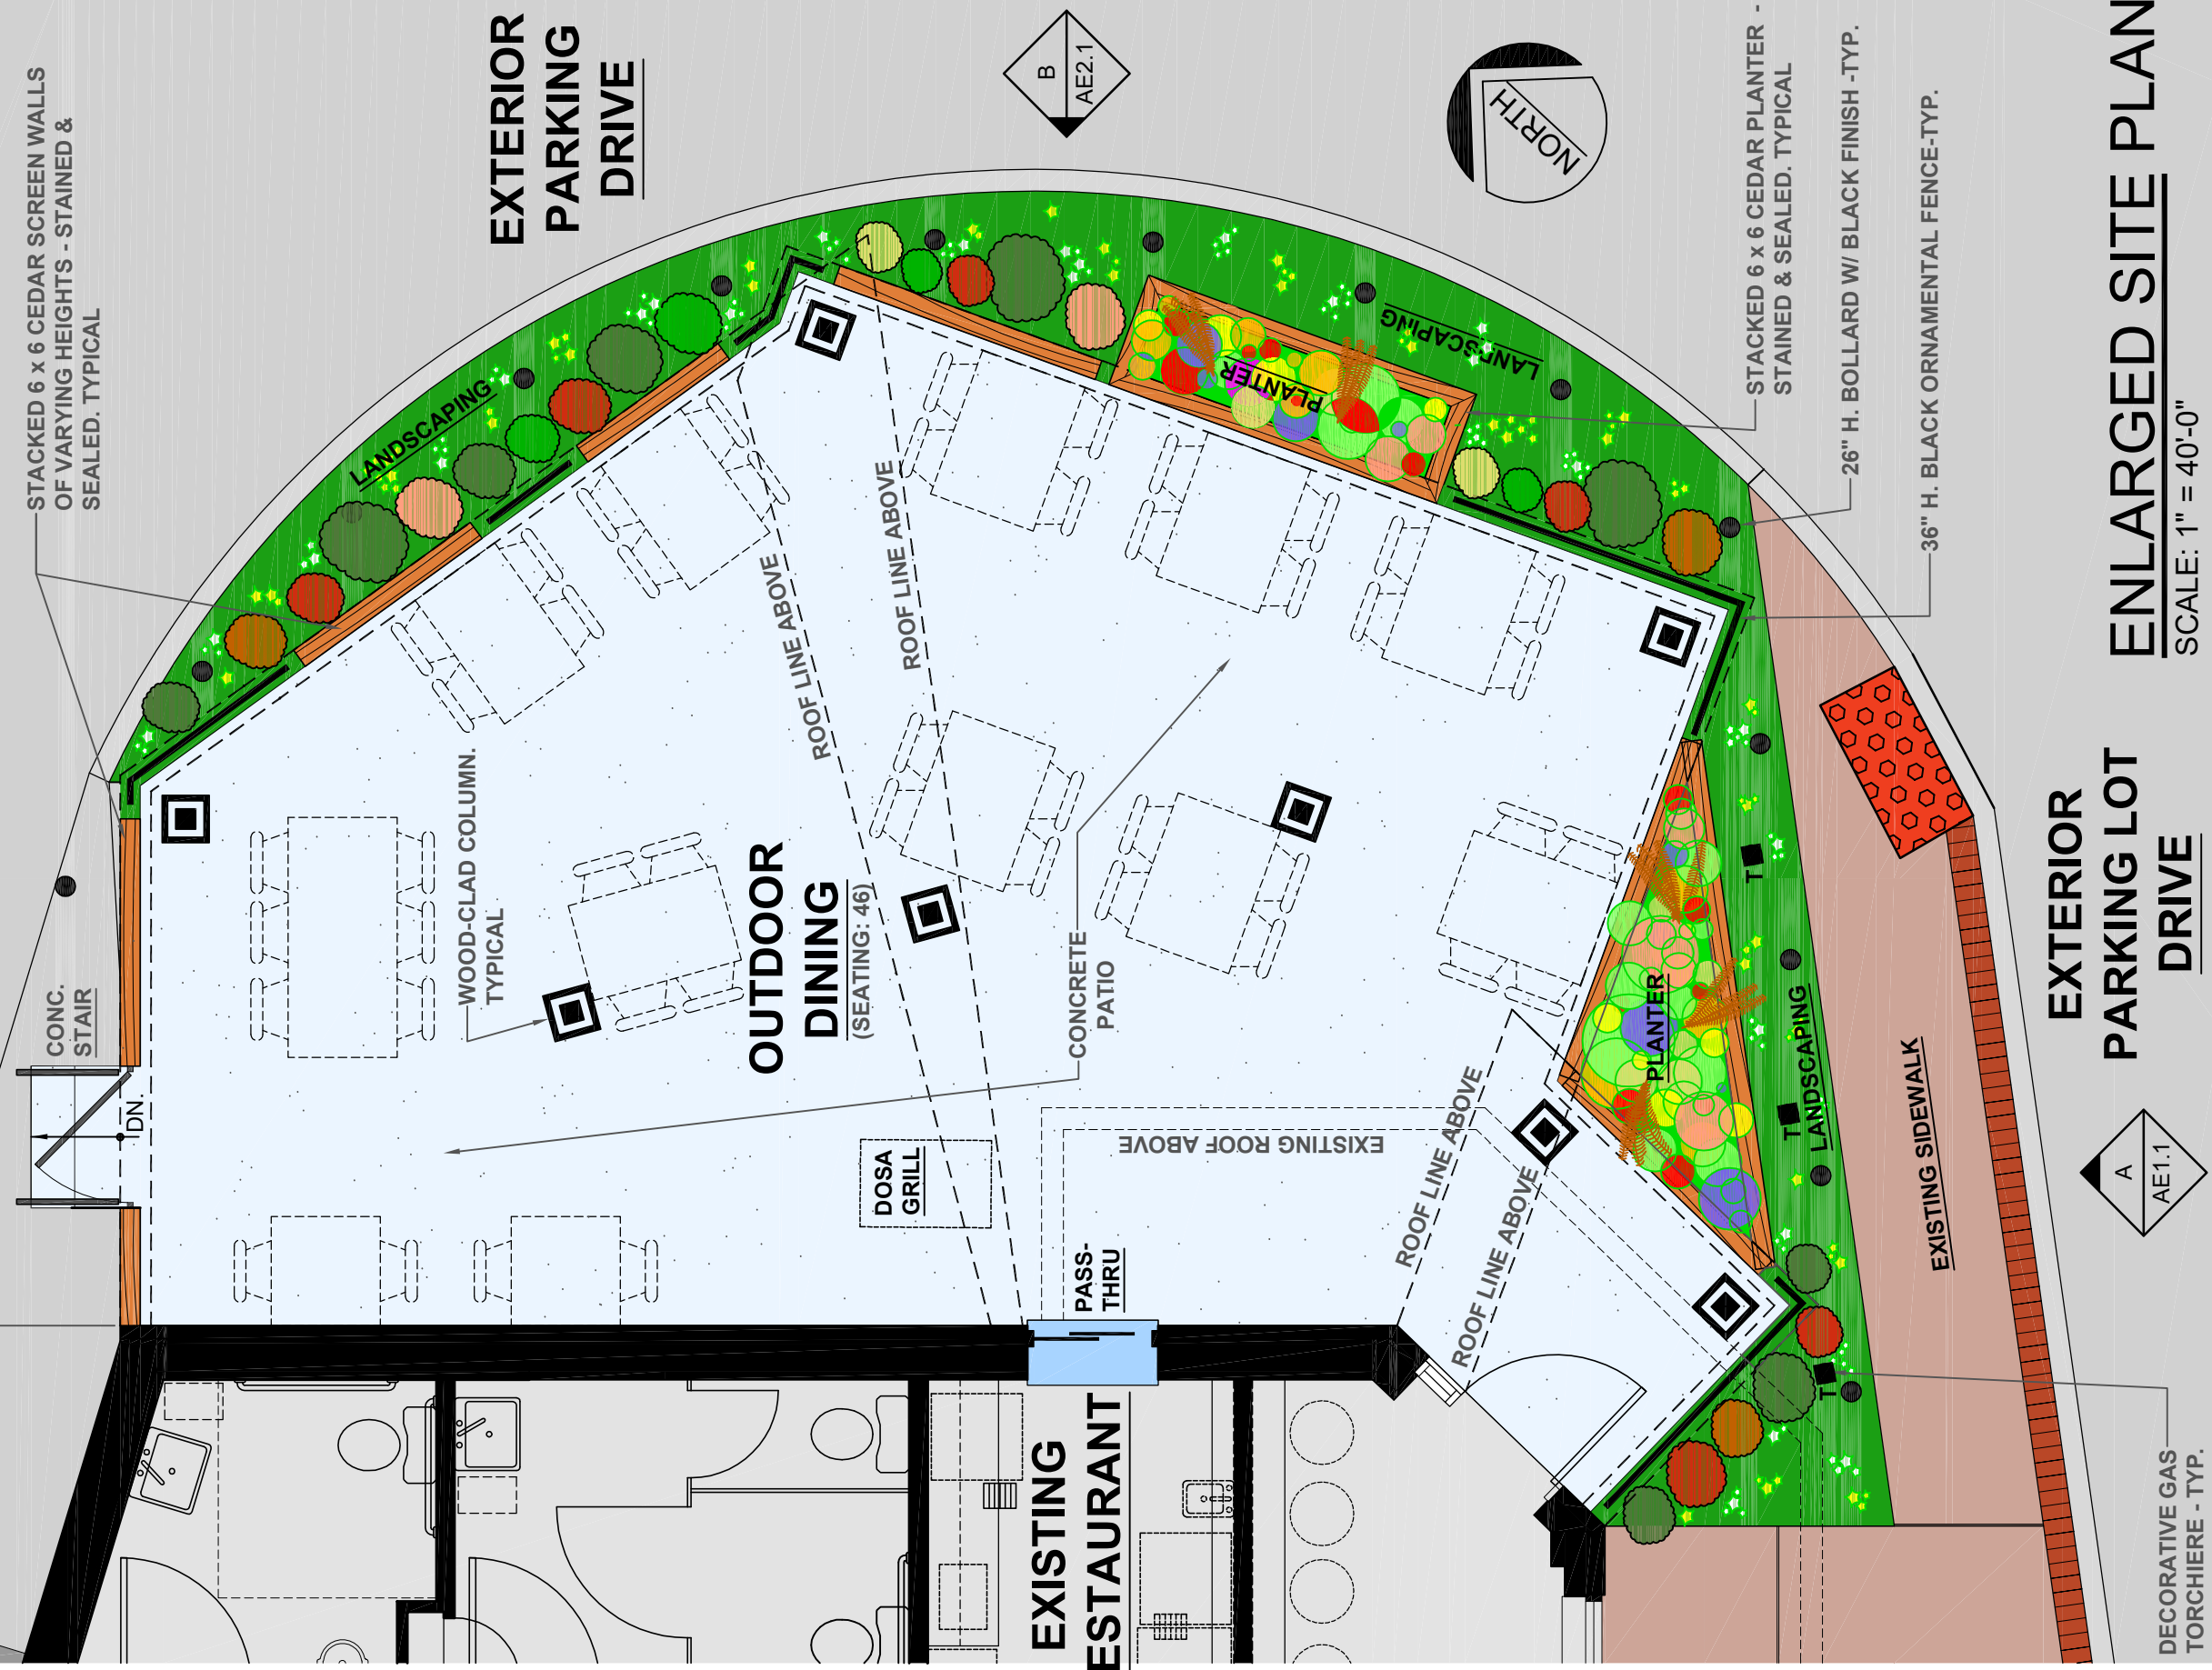 STACKED 6 x 6 CEDAR SCREEN WALLS
OF VARYING HEIGHTS - STAINED &
SEALED. TYPICAL
CONC.
STAIR
DN.
LANDSCAPING
EXTERIOR
PARKING
DRIVE
WOOD-CLAD COLUMN.
TYPICAL
OUTDOOR
DINING
(SEATING: 46)
ROOF LINE ABOVE
ROOF LINE ABOVE
DOSA
GRILL
CONCRETE
PATIO
PASS-
THRU
EXISTING ROOF ABOVE
EXISTING
ESTAURANT
B
AE2.1
PLANTER
LANDSCAPING
NORTH
ROOF LINE ABOVE
ROOF LINE ABOVE
PLANTER
T
T
T
LANDSCAPING
EXISTING SIDEWALK
STACKED 6 x 6 CEDAR PLANTER -
STAINED & SEALED. TYPICAL
26" H. BOLLARD W/ BLACK FINISH -TYP.
36" H. BLACK ORNAMENTAL FENCE-TYP.
EXTERIOR
PARKING LOT
DRIVE
A
AE1.1
ENLARGED SITE PLAN
SCALE: 1" = 40'-0"
DECORATIVE GAS
TORCHIERE - TYP.